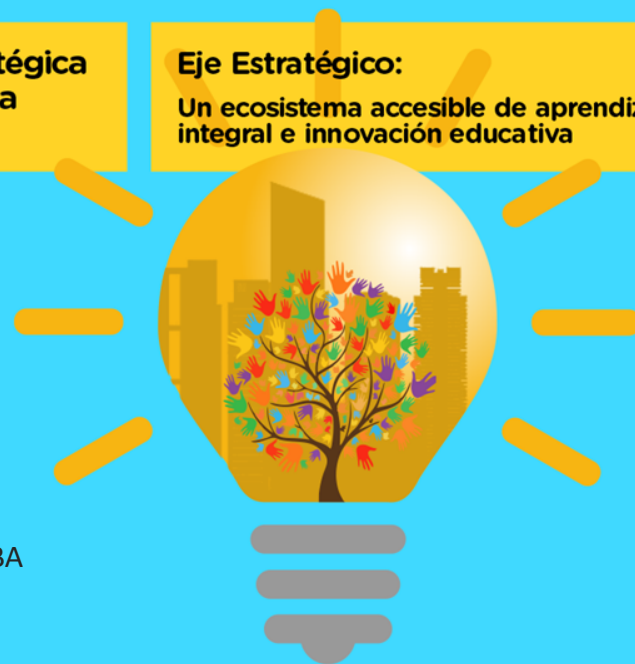 tégica
a
Eje Estratégico:
Un ecosistema accesible de aprendiz
integral e innovación educativa
BA